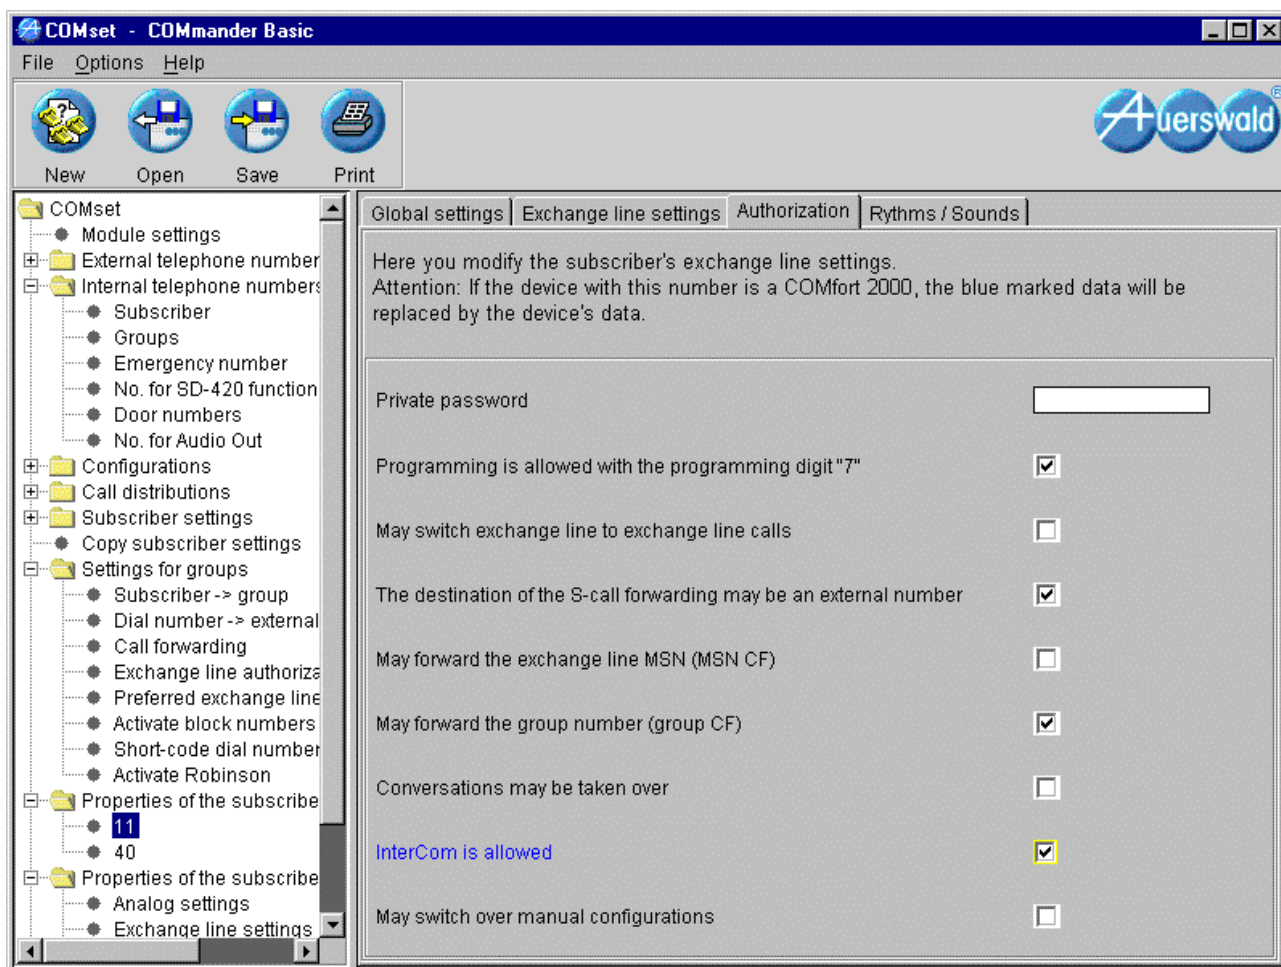 COMset - COMmander Basic
File Options Help
New Open Save Print
Auerswald®
COMset
Module settings
External telephone number
Internal telephone numbers
Subscriber
Groups
Emergency number
No. for SD-420 function
Door numbers
No. for Audio Out
Configurations
Call distributions
Subscriber settings
Copy subscriber settings
Settings for groups
Subscriber -> group
Dial number -> external
Call forwarding
Exchange line authoriza
Preferred exchange line
Activate block numbers
Short-code dial number
Activate Robinson
Properties of the subscribe
11
40
Properties of the subscribe
Analog settings
Exchange line settings
Global settings Exchange line settings Authorization Rythms / Sounds
Here you modify the subscriber's exchange line settings.
Attention: If the device with this number is a COMfort 2000, the blue marked data will be
replaced by the device's data.
Private password
Programming is allowed with the programming digit "7"
May switch exchange line to exchange line calls
The destination of the S-call forwarding may be an external number
May forward the exchange line MSN (MSN CF)
May forward the group number (group CF)
Conversations may be taken over
InterCom is allowed
May switch over manual configurations